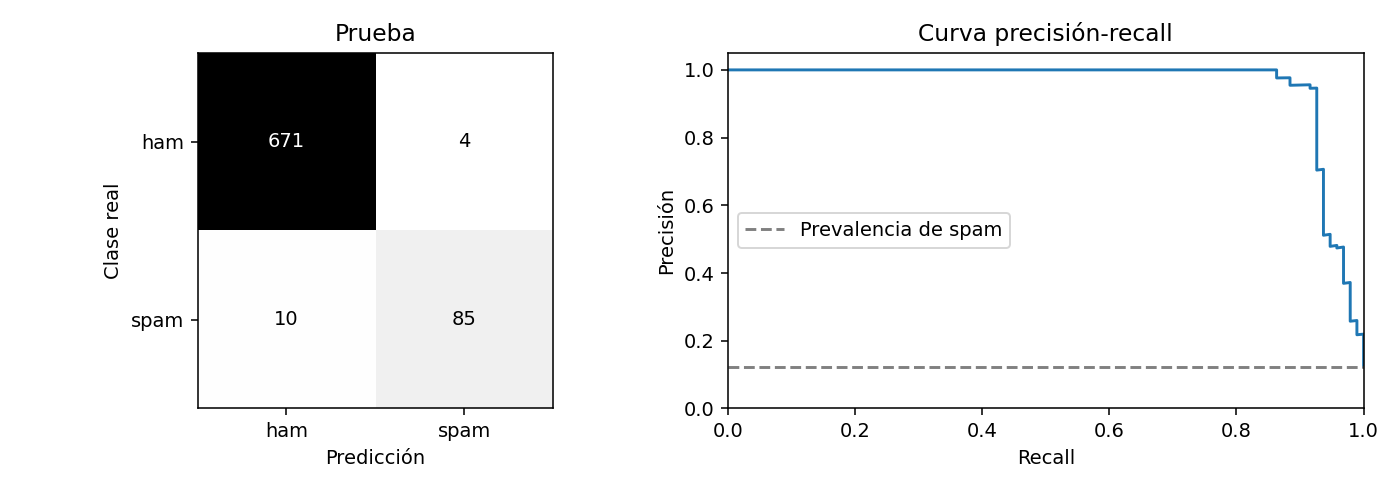 Prueba
Clase real
ham
671
4
spam
10
85
ham
spam
Predicción
Curva precisión-recall
Precisión
1.0
0.8
0.6
0.4
0.2
0.0
Prevalencia de spam
0.0
0.2
0.4
0.6
0.8
1.0
Recall